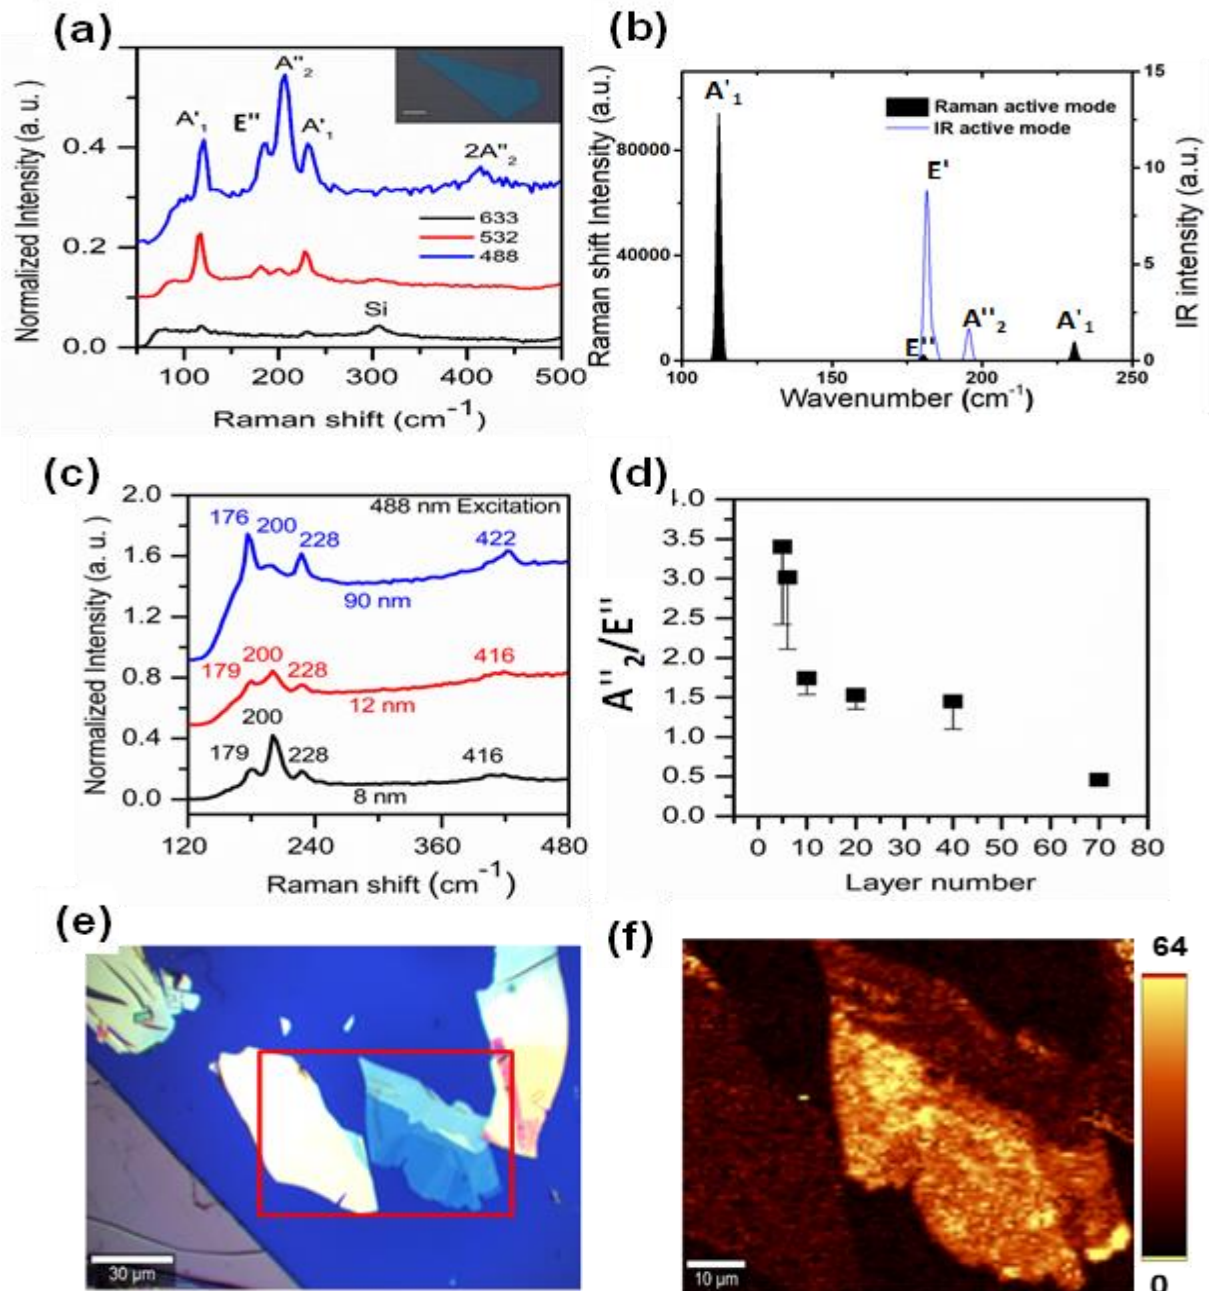 (a)
Normalized Intensity (a. u. )
0.4
0.2
0.0
A'1
E''
A''2
A'1
2A''2
633
532
488
Si
100 200 300 400 500
Raman shift (cm-1)
(b)
Raman shift Intensity (a.u.)
80000
40000
0
A'1
Raman active mode
IR active mode
E'
E''
A''2
A'1
15
10
5
0
IR intensity (a.u.)
100 150 200 250
Wavenumber (cm-1)
(c)
Normalized Intensity (a. u. )
2.0
1.6
1.2
0.8
0.4
0.0
488 nm Excitation
176 200 228 422
90 nm
179 200 228 416
12 nm
179 200 228 416
8 nm
120 240 360 480
Raman shift (cm-1)
(d)
A''2/E''
4.0
3.5
3.0
2.5
2.0
1.5
1.0
0.5
0.0
0 10 20 30 40 50 60 70 80
Layer number
(e)
30 µm
(f)
10 µm
64
0